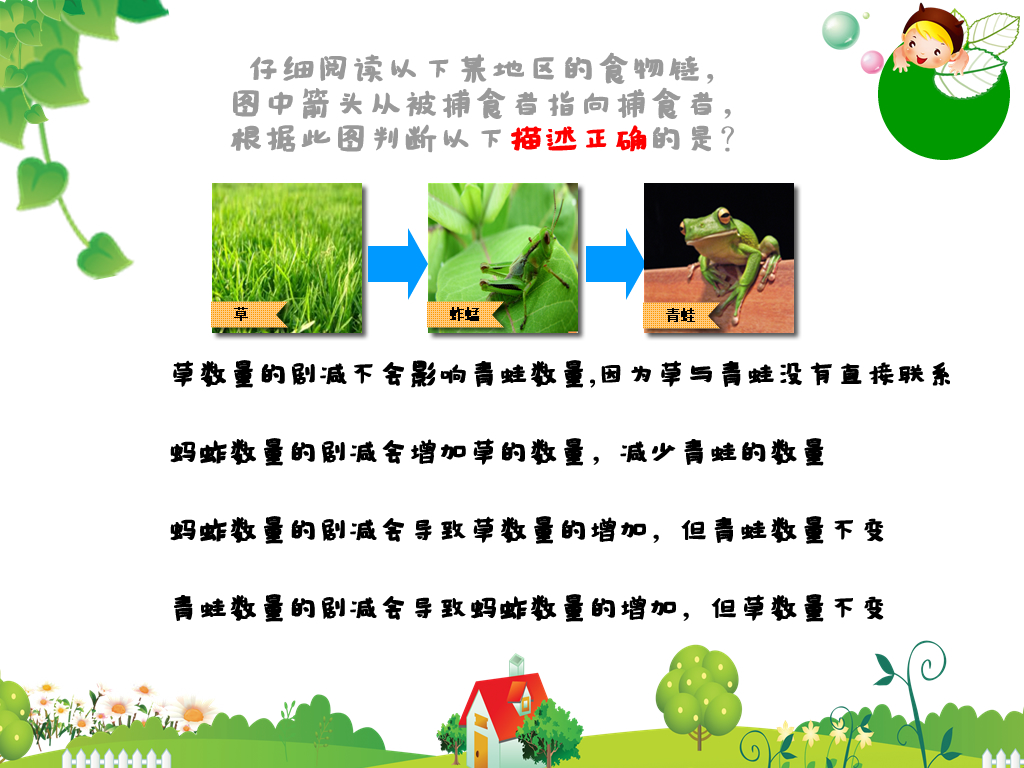 仔细阅读以下某地区的食物链，
图中箭头从被捕食者指向捕食者，
根据此图判断以下描述正确的是？
草
蚱蜢
青蛙
草数量的剧减不会影响青蛙数量,因为草与青蛙没有直接联系
蚂蚱数量的剧减会增加草的数量，减少青蛙的数量
蚂蚱数量的剧减会导致草数量的增加，但青蛙数量不变
青蛙数量的剧减会导致蚂蚱数量的增加，但草数量不变